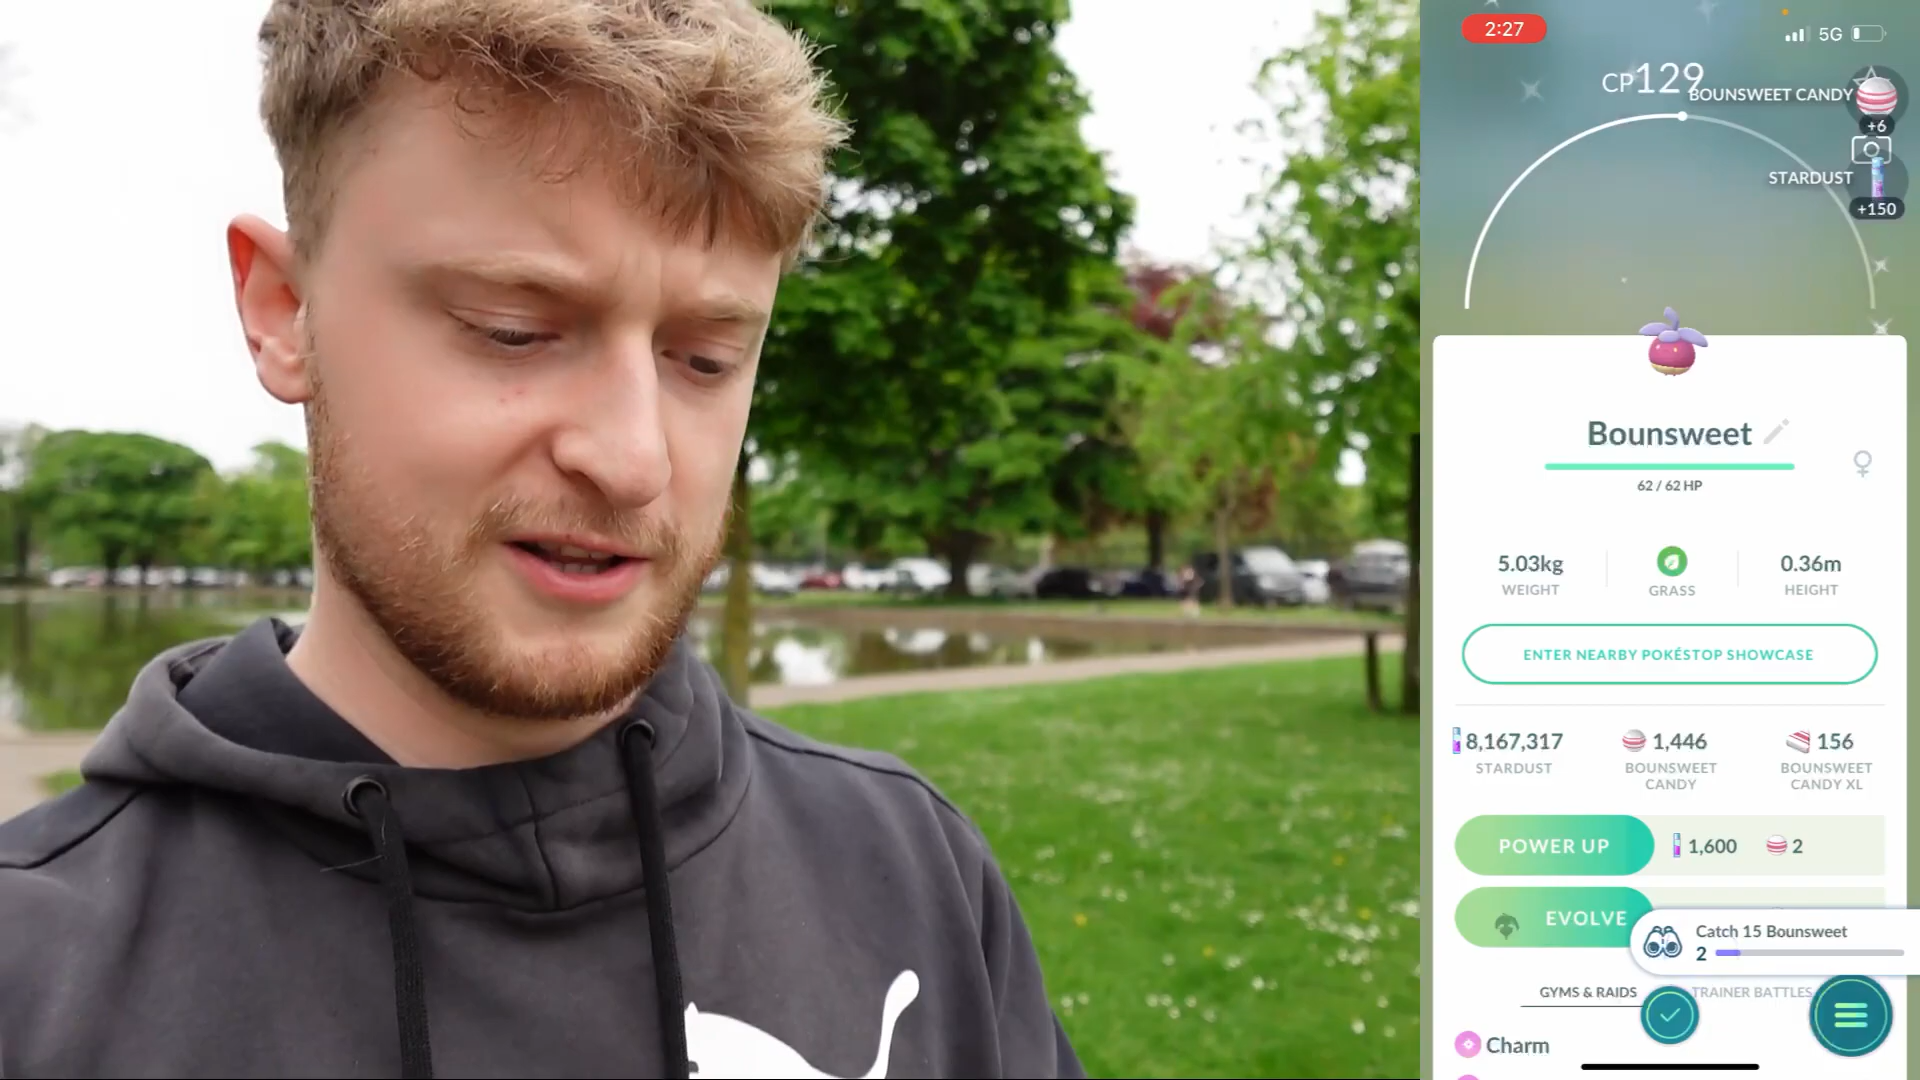 2:27
5G
CP129
BOUNSWEET CANDY
+6
STARDUST
+150
Bounsweet
62 / 62 HP
5.03kg
WEIGHT
GRASS
0.36m
HEIGHT
ENTER NEARBY POKÉSTOP SHOWCASE
8,167,317
STARDUST
1,446
BOUNSWEET
CANDY
156
BOUNSWEET
CANDY XL
POWER UP
1,600
2
EVOLVE
Catch 15 Bounsweet
2
GYMS & RAIDS
TRAINER BATTLES
Charm